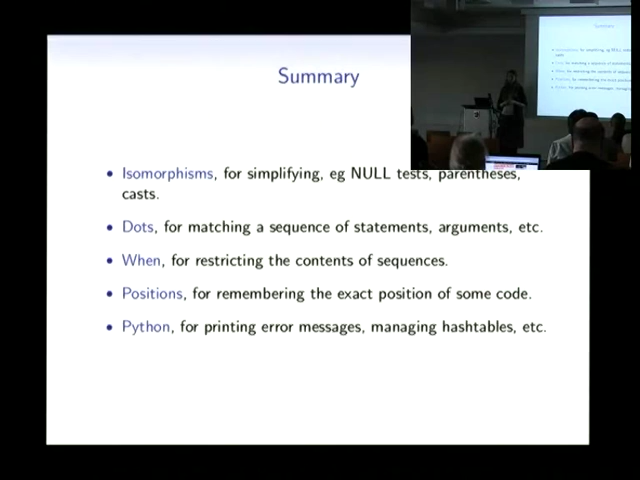 Summary
• Isomorphisms, for simplifying, eg NULL tests, parentheses,
casts.
• Dots, for matching a sequence of statements, arguments, etc.
• When, for restricting the contents of sequences.
• Positions, for remembering the exact position of some code.
• Python, for printing error messages, managing hashtables, etc.